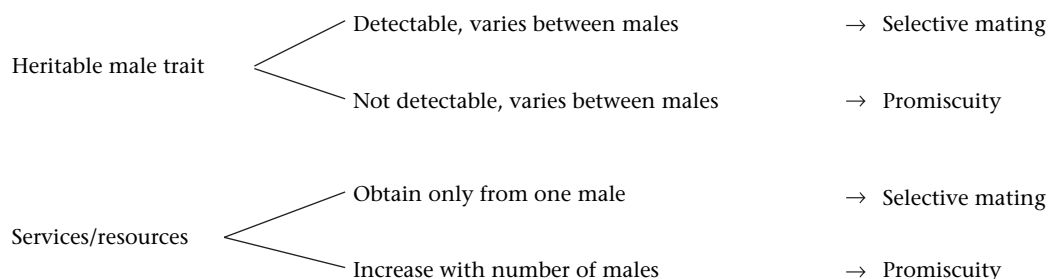 Detectable, varies between males → Selective mating
Heritable male trait
Not detectable, varies between males → Promiscuity
Obtain only from one male → Selective mating
Services/resources
Increase with number of males → Promiscuity